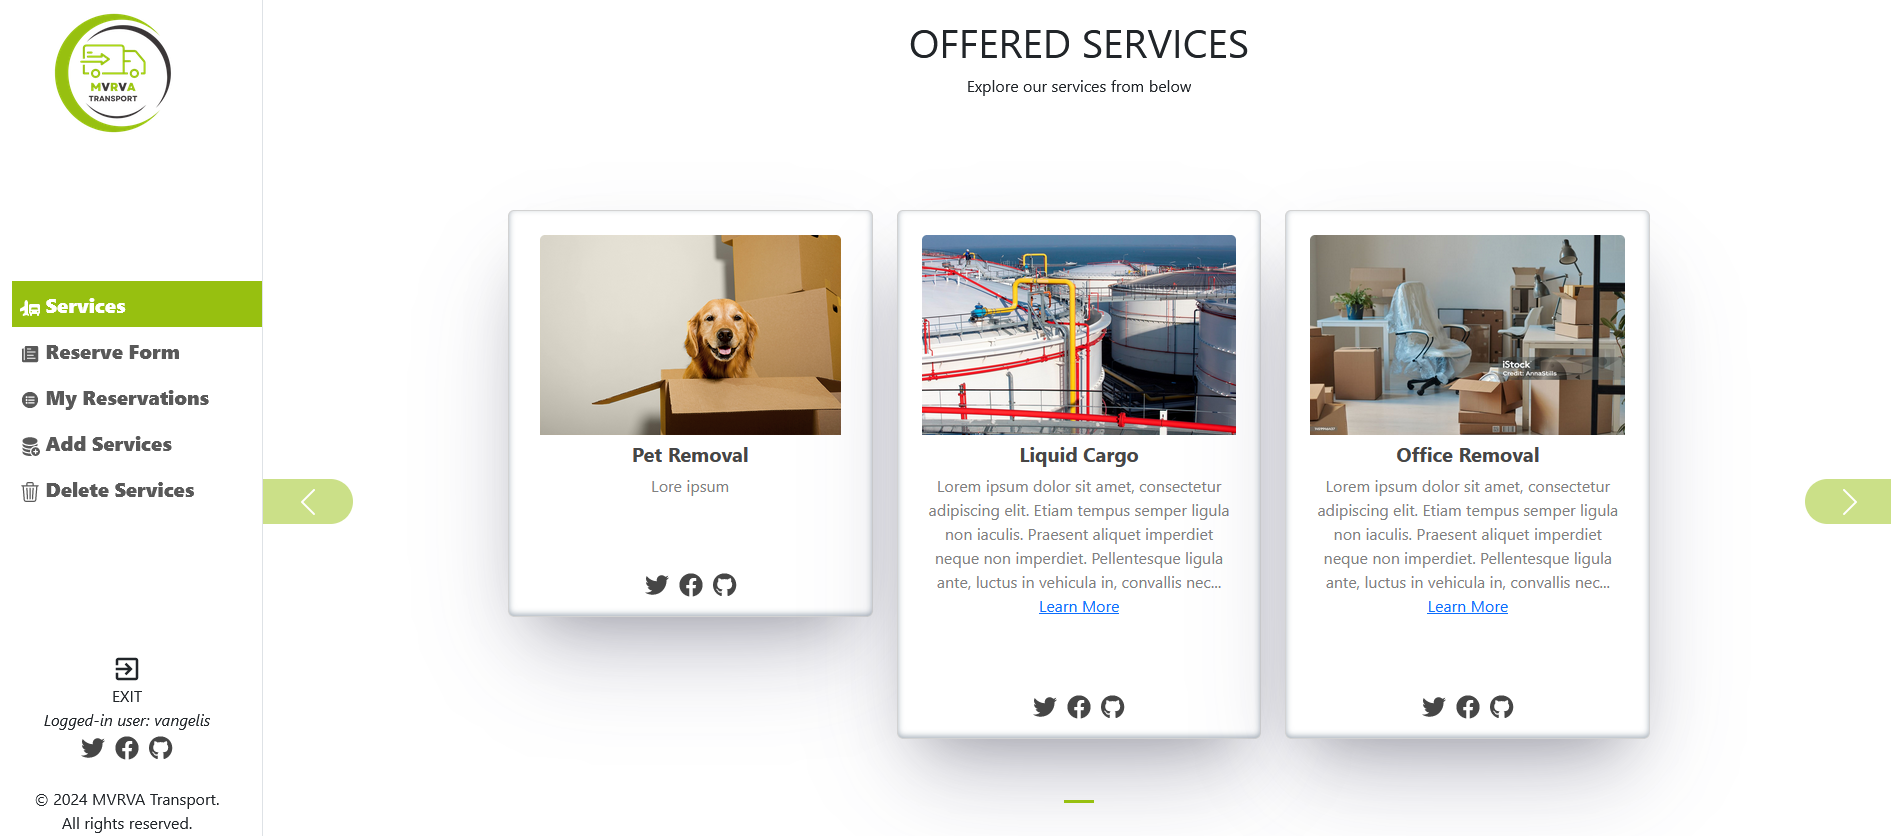 MVRVA
TRANSPORT
Services
Reserve Form
My Reservations
Add Services
Delete Services
EXIT
Logged-in user: vangelis
© 2024 MVRVA Transport.
All rights reserved.
OFFERED SERVICES
Explore our services from below
Pet Removal
Lore ipsum
Liquid Cargo
Lorem ipsum dolor sit amet, consectetur
adipiscing elit. Etiam tempus semper ligula
non iaculis. Praesent aliquet imperdiet
neque non imperdiet. Pellentesque ligula
ante, luctus in vehicula in, convallis nec...
Learn More
iStock
Credit: AnnaStills
Office Removal
Lorem ipsum dolor sit amet, consectetur
adipiscing elit. Etiam tempus semper ligula
non iaculis. Praesent aliquet imperdiet
neque non imperdiet. Pellentesque ligula
ante, luctus in vehicula in, convallis nec...
Learn More